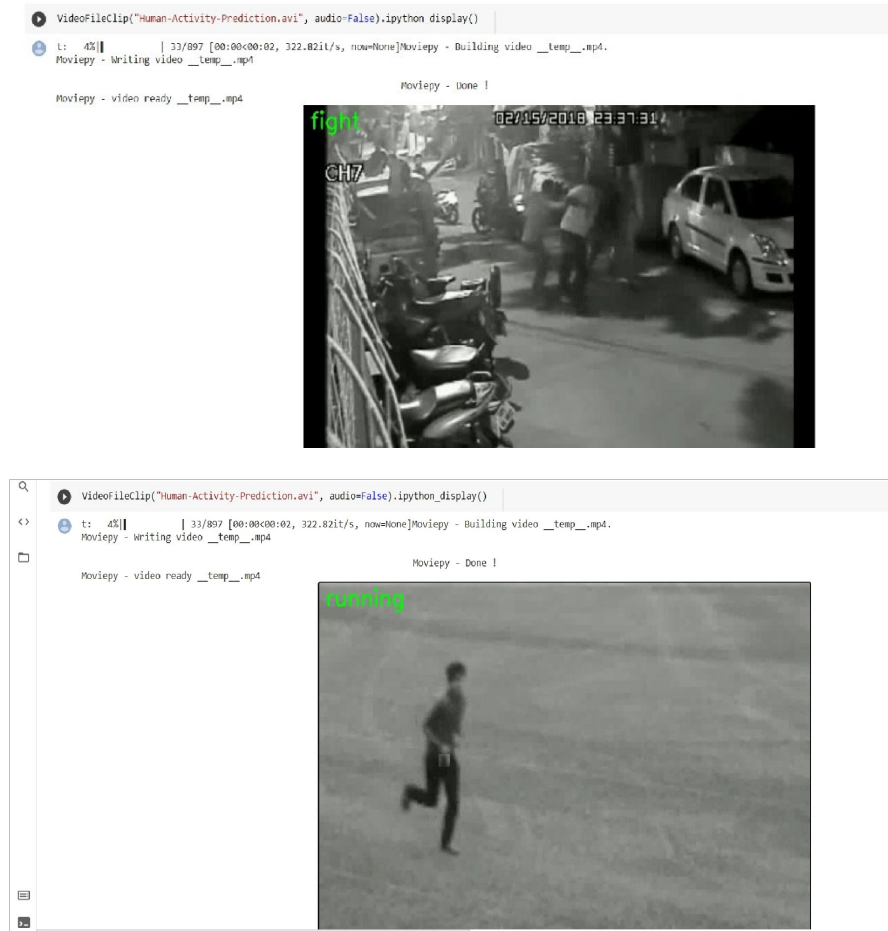 VideoFileClip("Human-Activity-Prediction.avi", audio=False).ipython display()
t: 4%| | 33/897 [00:00<00:02, 322.82it/s, now=None]Moviepy - Building video __temp__.mp4.
Moviepy - Writing video __temp__.mp4
Moviepy - Done !
Moviepy - video ready __temp__.mp4
fight
02/15/2018 23:37:31
CH7
VideoFileClip("Human-Activity-Prediction.avi", audio=False).ipython_display()
t: 4%| | 33/897 [00:00<00:02, 322.82it/s, now=None]Moviepy - Building video __temp__.mp4.
Moviepy - Writing video __temp__.mp4
Moviepy - Done !
Moviepy - video ready __temp__.mp4
running